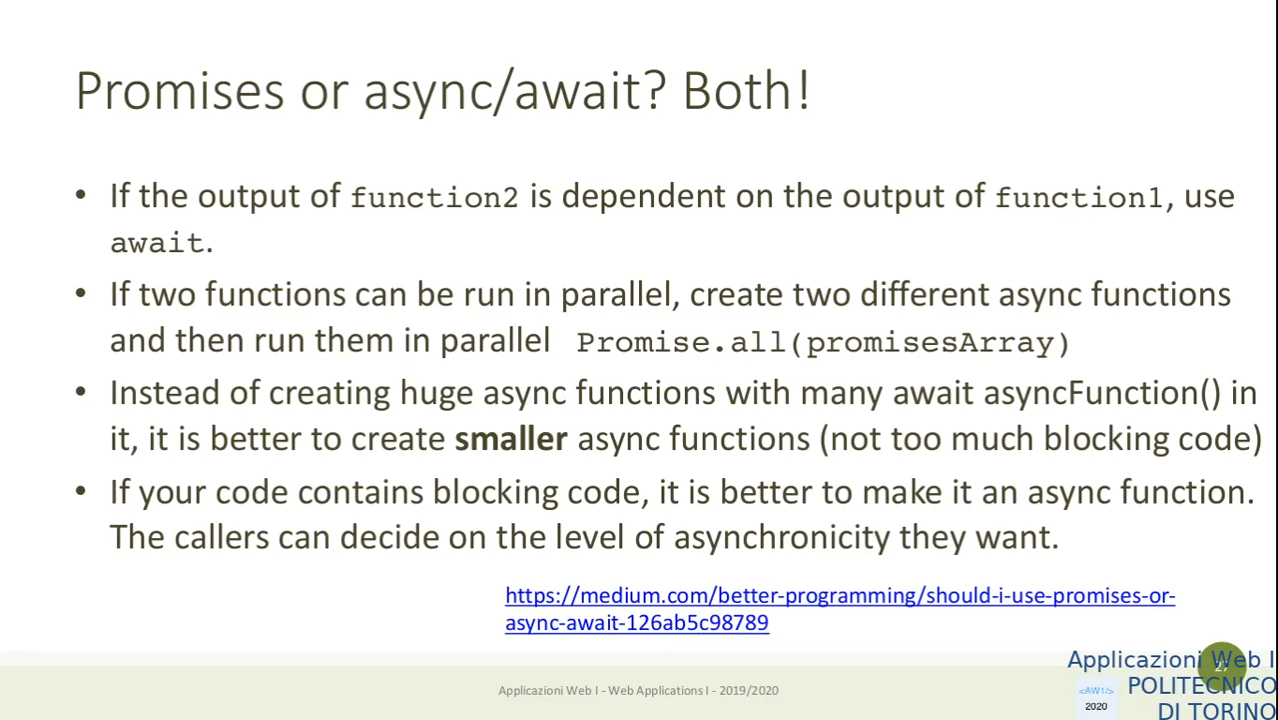 Promises or async/await? Both!
• If the output of function2 is dependent on the output of function1, use
await.
• If two functions can be run in parallel, create two different async functions
and then run them in parallel Promise.all(promisesArray)
• Instead of creating huge async functions with many await asyncFunction() in
it, it is better to create smaller async functions (not too much blocking code)
• If your code contains blocking code, it is better to make it an async function.
The callers can decide on the level of asynchronicity they want.
https://medium.com/better-programming/should-i-use-promises-or-
async-await-126ab5c98789
Applicazioni Web I - Web Applications I - 2019/2020
Applicazioni Web I
POLITECNICO
DI TORINO
<AW1/>
2020